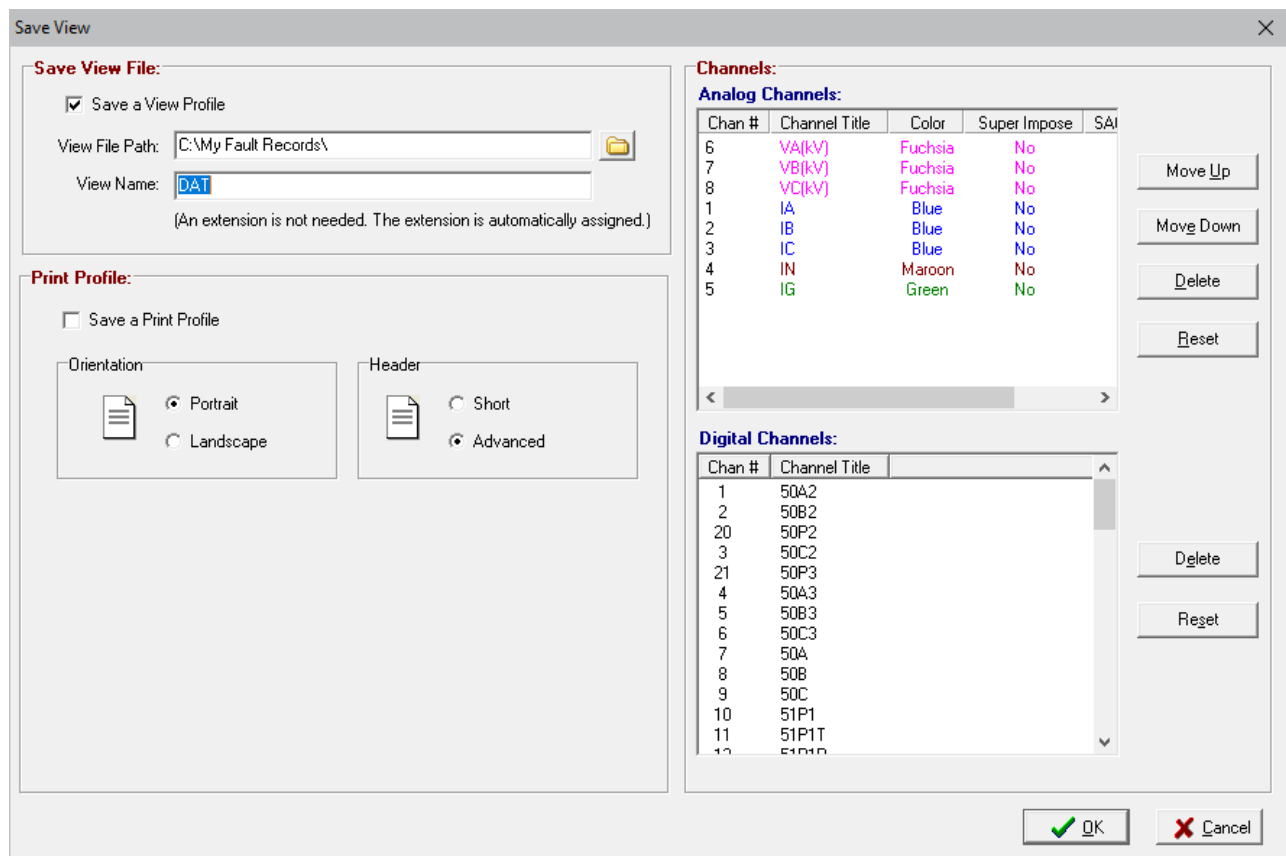 Save View
Save View File:
Save a View Profile
View File Path: C:\My Fault Records\
View Name: DAT
(An extension is not needed. The extension is automatically assigned.)
Print Profile:
Save a Print Profile
Orientation
Portrait
Landscape
Header
Short
Advanced
Channels:
Analog Channels:
Chan # Channel Title Color Super Impose
6 VA(kV) Fuchsia No
7 VB(kV) Fuchsia No
8 VC(kV) Fuchsia No
1 IA Blue No
2 IB Blue No
3 IC Blue No
4 IN Maroon No
5 IG Green No
Move Up
Move Down
Delete
Reset
Digital Channels:
Chan # Channel Title
1 50A2
2 50B2
20 50P2
3 50C2
21 50P3
4 50A3
5 50B3
6 50C3
7 50A
8 50B
9 50C
10 51P1
11 51P1T
Delete
Reset
OK
Cancel